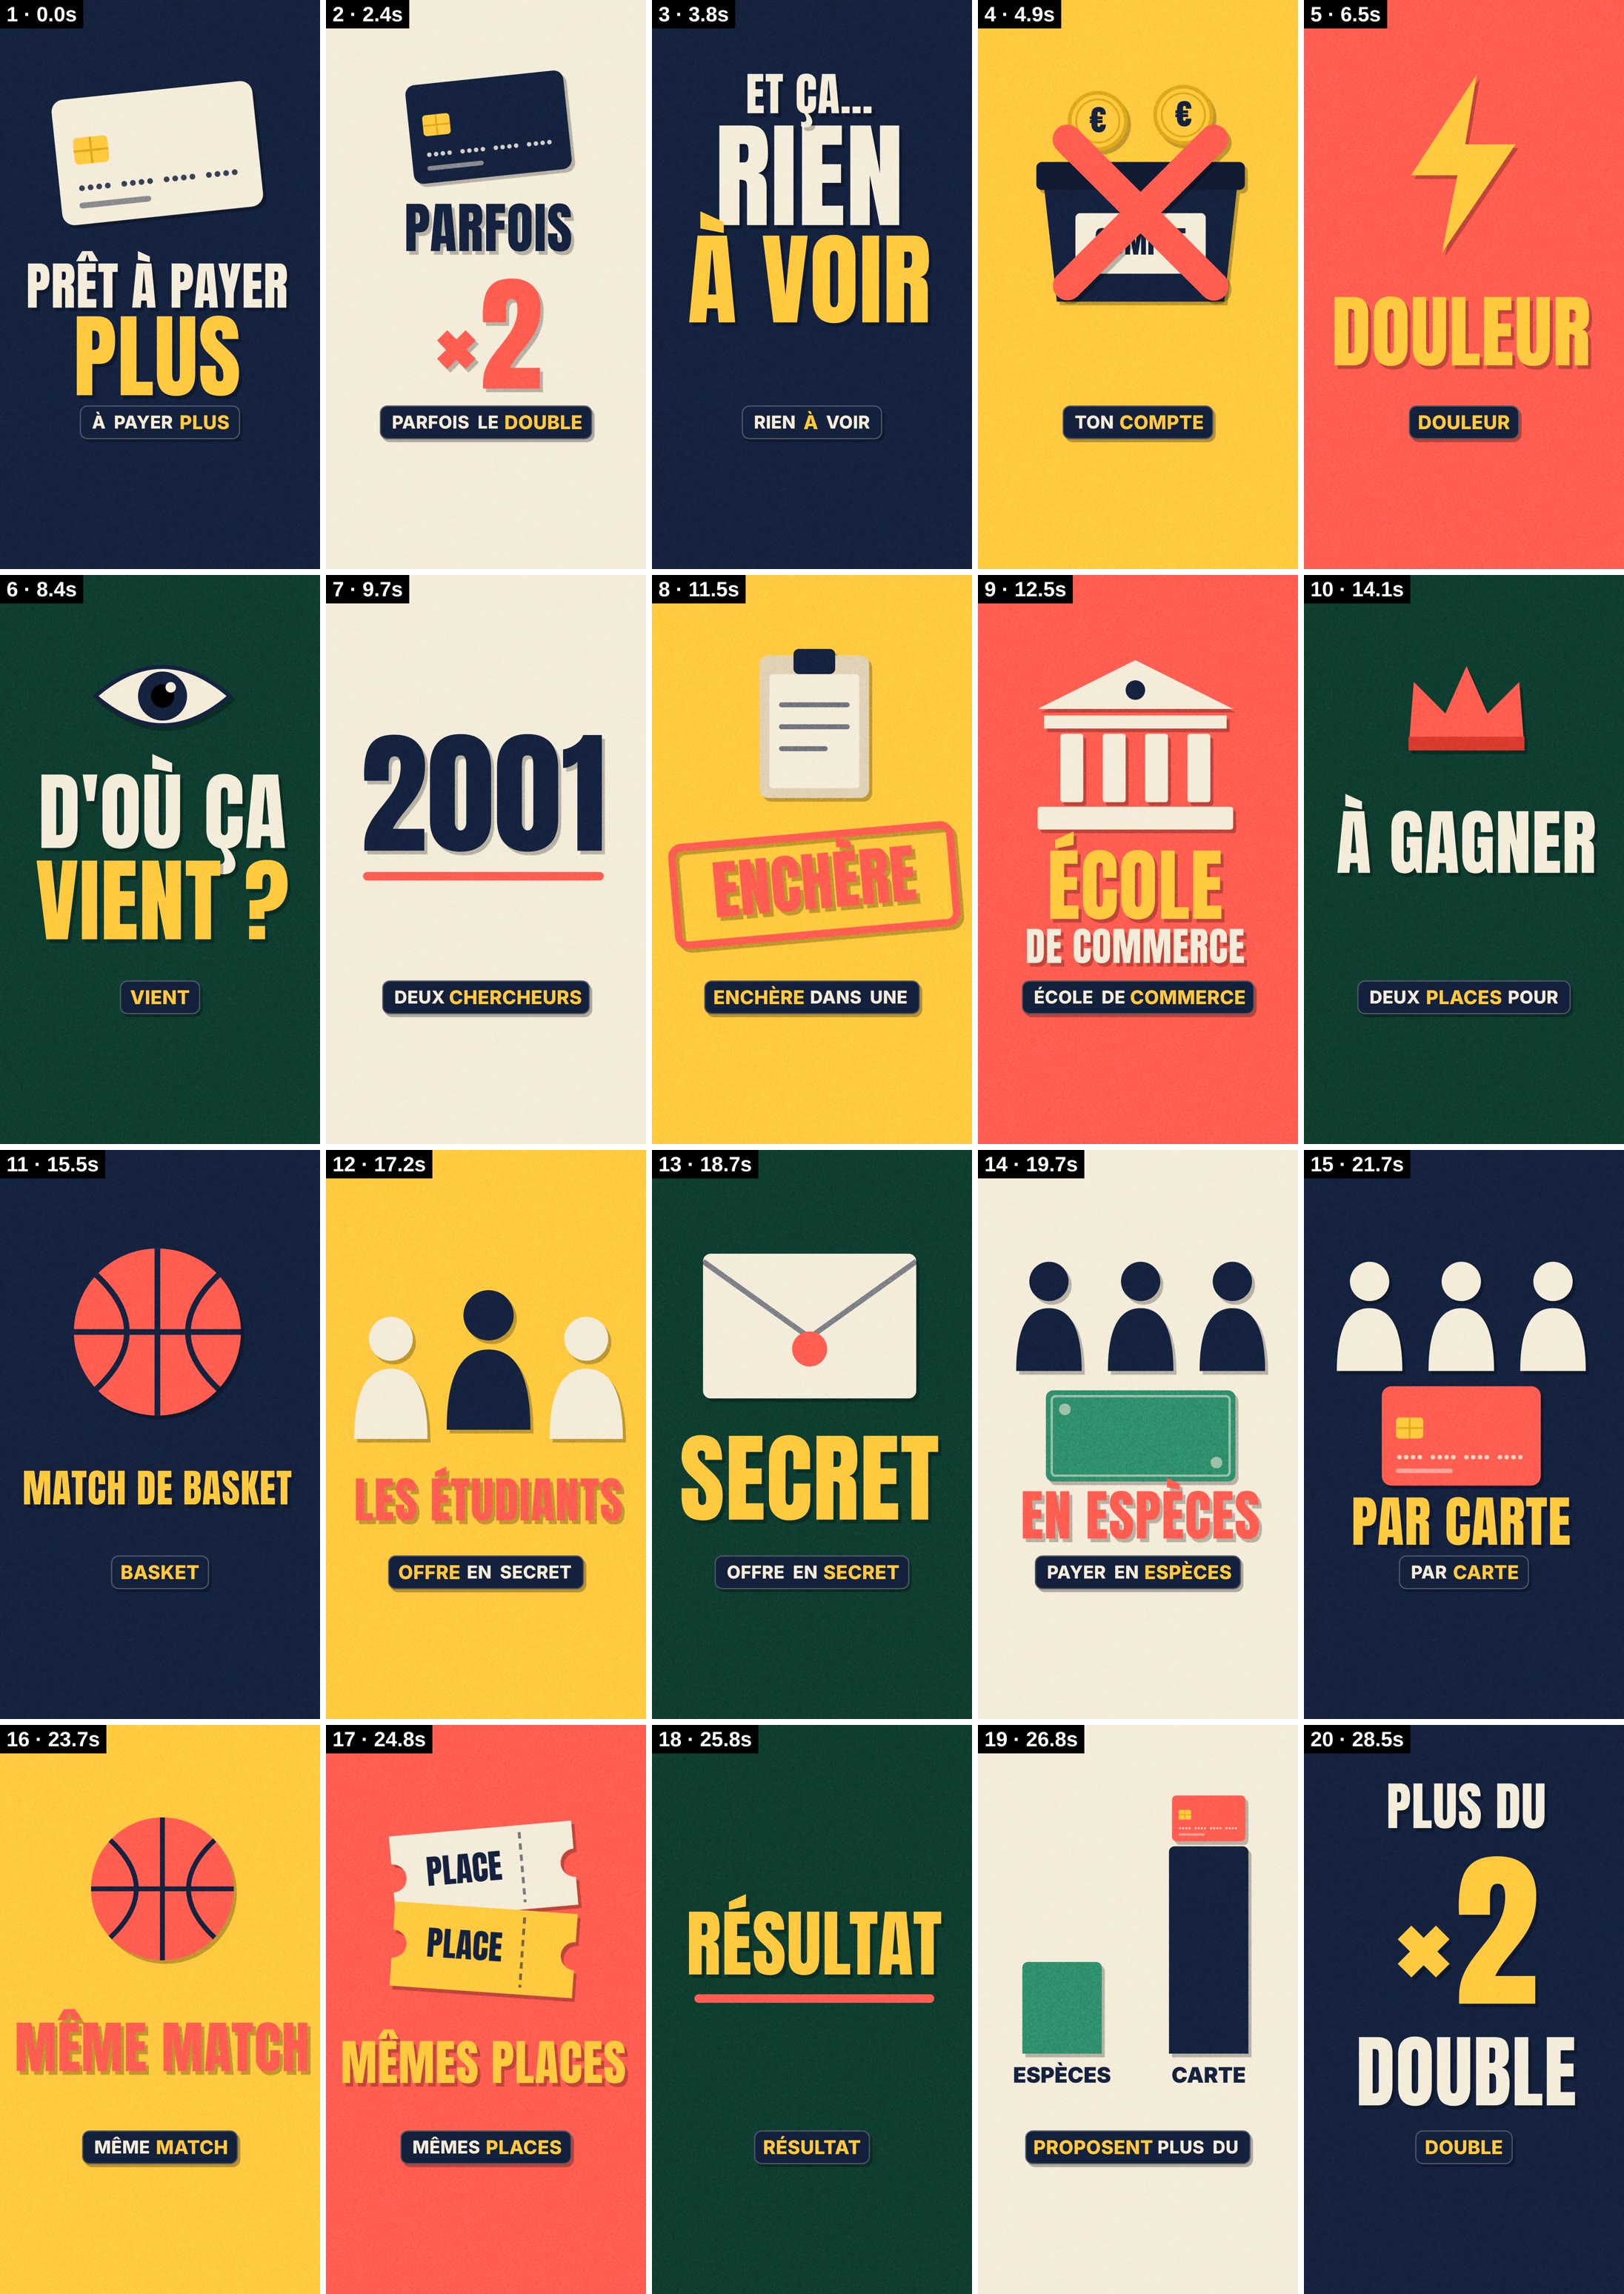 1 · 0.0s
PRÊT À PAYER
PLUS
À PAYER PLUS
2 · 2.4s
PARFOIS
×2
PARFOIS LE DOUBLE
3 · 3.8s
ET ÇA...
RIEN
À VOIR
RIEN À VOIR
4 · 4.9s
€ €
TON COMPTE
5 · 6.5s
DOULEUR
DOULEUR
6 · 8.4s
D'OÙ ÇA
VIENT ?
VIENT
7 · 9.7s
2001
DEUX CHERCHEURS
8 · 11.5s
ENCHÈRE
ENCHÈRE DANS UNE
9 · 12.5s
ÉCOLE
DE COMMERCE
ÉCOLE DE COMMERCE
10 · 14.1s
À GAGNER
DEUX PLACES POUR
11 · 15.5s
MATCH DE BASKET
BASKET
12 · 17.2s
LES ÉTUDIANTS
OFFRE EN SECRET
13 · 18.7s
SECRET
OFFRE EN SECRET
14 · 19.7s
EN ESPÈCES
PAYER EN ESPÈCES
15 · 21.7s
PAR CARTE
PAR CARTE
16 · 23.7s
MÊME MATCH
MÊME MATCH
17 · 24.8s
PLACE
PLACE
MÊMES PLACES
MÊMES PLACES
18 · 25.8s
RÉSULTAT
RÉSULTAT
19 · 26.8s
ESPÈCES CARTE
PROPOSENT PLUS DU
20 · 28.5s
PLUS DU
×2
DOUBLE
DOUBLE